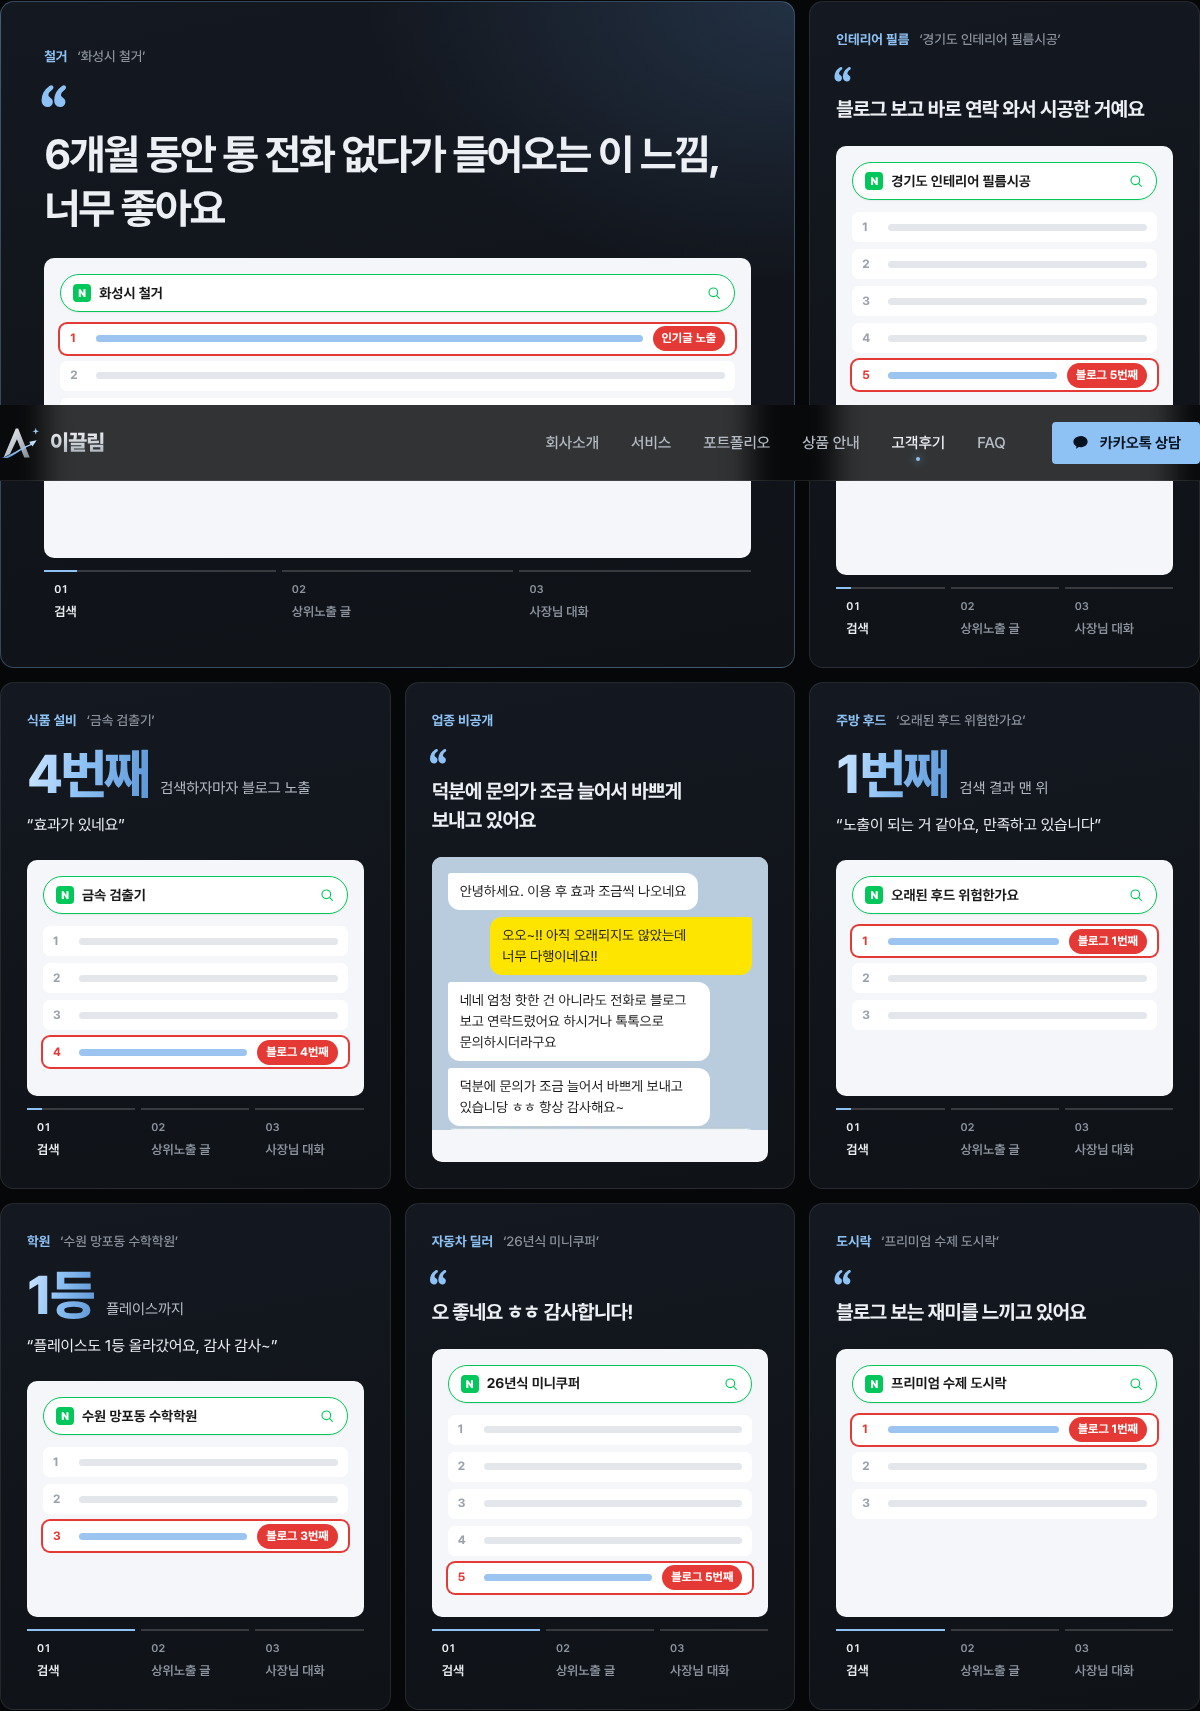 철거 ‘화성시 철거’
“
6개월 동안 통 전화 없다가 들어오는 이 느낌,
너무 좋아요
N 화성시 철거
1 인기글 노출
2
01 02 03
검색 상위노출 글 사장님 대화
인테리어 필름 ‘경기도 인테리어 필름시공’
“
블로그 보고 바로 연락 와서 시공한 거예요
N 경기도 인테리어 필름시공
1
2
3
4
5 블로그 5번째
01 02 03
검색 상위노출 글 사장님 대화
이끌림 회사소개 서비스 포트폴리오 상품 안내 고객후기 FAQ 카카오톡 상담
식품 설비 ‘금속 검출기’
4번째 검색하자마자 블로그 노출
“효과가 있네요”
N 금속 검출기
1
2
3
4 블로그 4번째
01 02 03
검색 상위노출 글 사장님 대화
업종 비공개
“
덕분에 문의가 조금 늘어서 바쁘게
보내고 있어요
안녕하세요. 이용 후 효과 조금씩 나오네요
오오~!! 아직 오래되지도 않았는데
너무 다행이네요!!
네네 엄청 핫한 건 아니라도 전화로 블로그
보고 연락드렸어요 하시거나 톡톡으로
문의하시더라구요
덕분에 문의가 조금 늘어서 바쁘게 보내고
있습니당 ㅎㅎ 항상 감사해요~
주방 후드 ‘오래된 후드 위험한가요’
1번째 검색 결과 맨 위
“노출이 되는 거 같아요, 만족하고 있습니다”
N 오래된 후드 위험한가요
1 블로그 1번째
2
3
01 02 03
검색 상위노출 글 사장님 대화
학원 ‘수원 망포동 수학학원’
1등 플레이스까지
“플레이스도 1등 올라갔어요, 감사 감사~”
N 수원 망포동 수학학원
1
2
3 블로그 3번째
01 02 03
검색 상위노출 글 사장님 대화
자동차 딜러 ‘26년식 미니쿠퍼’
“
오 좋네요 ㅎㅎ 감사합니다!
N 26년식 미니쿠퍼
1
2
3
4
5 블로그 5번째
01 02 03
검색 상위노출 글 사장님 대화
도시락 ‘프리미엄 수제 도시락’
“
블로그 보는 재미를 느끼고 있어요
N 프리미엄 수제 도시락
1 블로그 1번째
2
3
01 02 03
검색 상위노출 글 사장님 대화